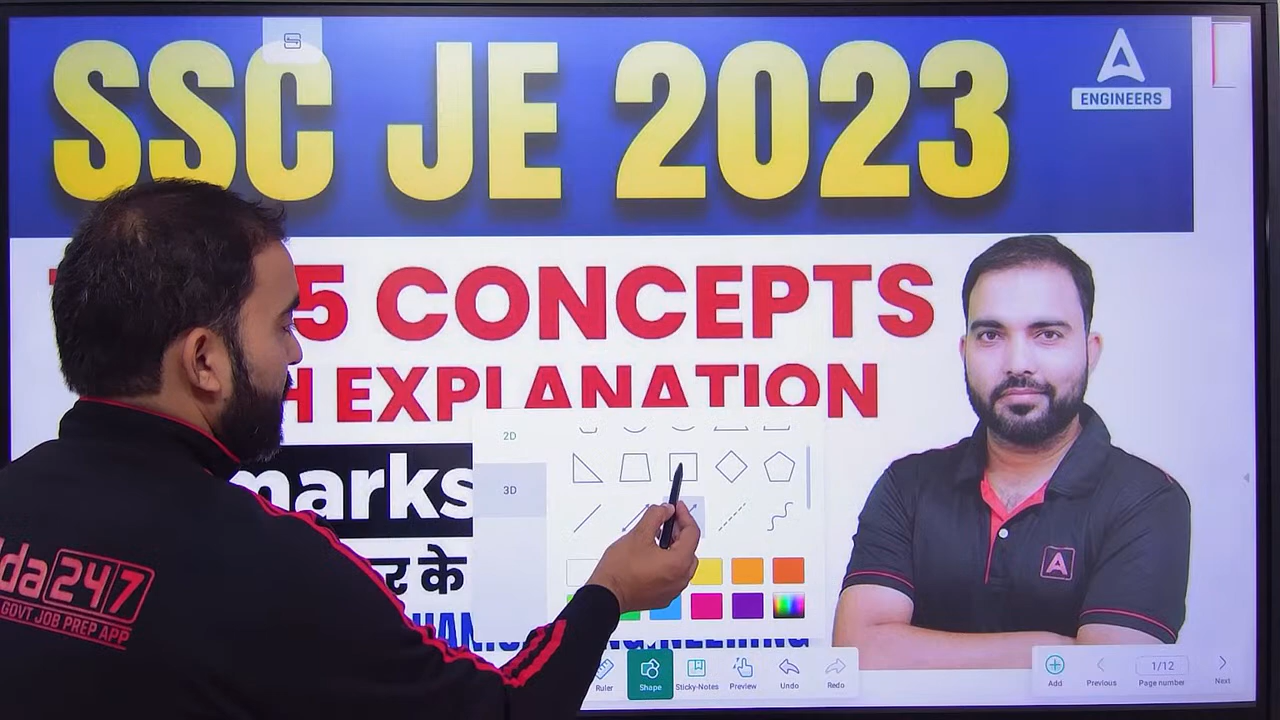 SSC JE 2023
ENGINEERS
5 CONCEPTS
H EXPLANATION
marks
के
2D
3D
dda247
GOVT JOB PREP APP
Ruler
Shape
Sticky-Notes
Preview
Undo
Redo
Add
Previous
1/12
Page number
Next